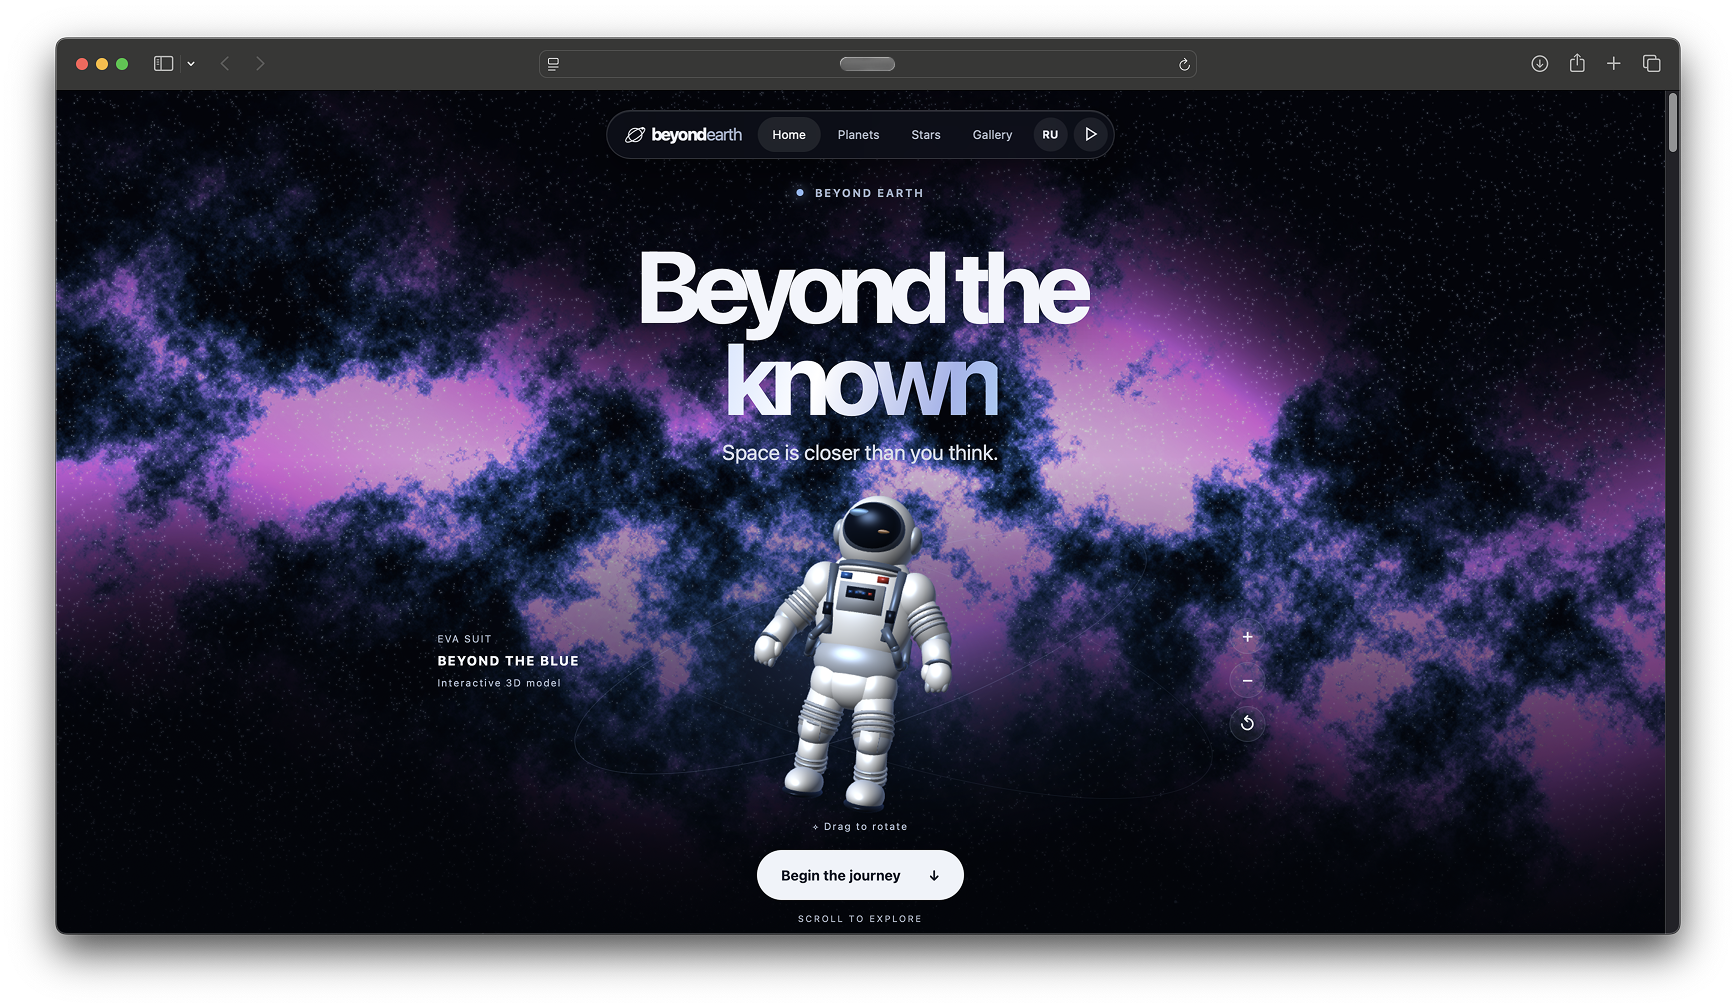 beyondearth Home Planets Stars Gallery RU
BEYOND EARTH
Beyond the
known
Space is closer than you think.
EVA SUIT
BEYOND THE BLUE
Interactive 3D model
Drag to rotate
Begin the journey
SCROLL TO EXPLORE